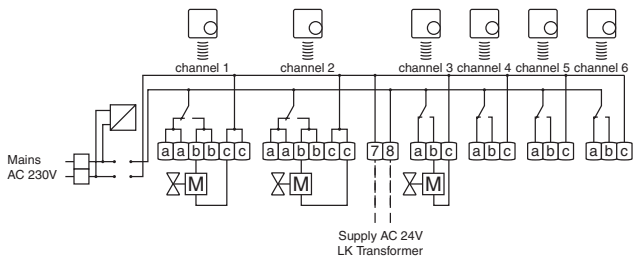 channel 1 channel 2 channel 3 channel 4 channel 5 channel 6
a a b b c c a a b b c c 7 8 a b c a b c a b c a b c
Mains
AC 230V
M M M
Supply AC 24V
LK Transformer